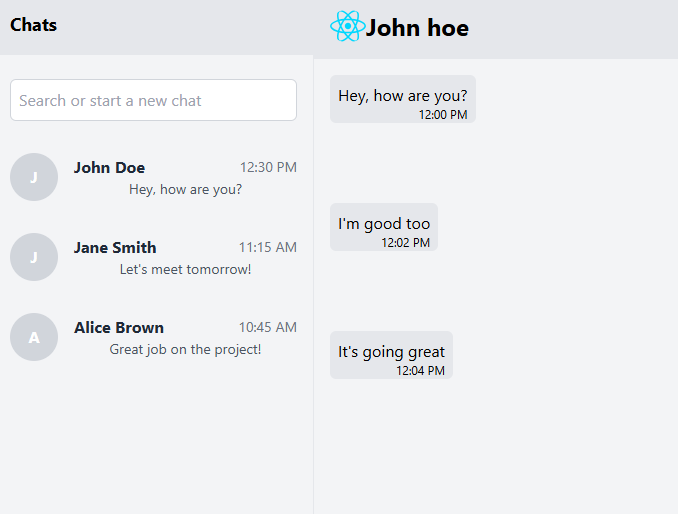 Chats
Search or start a new chat
J
John Doe
12:30 PM
Hey, how are you?
J
Jane Smith
11:15 AM
Let's meet tomorrow!
A
Alice Brown
10:45 AM
Great job on the project!
John hoe
Hey, how are you?
12:00 PM
I'm good too
12:02 PM
It's going great
12:04 PM